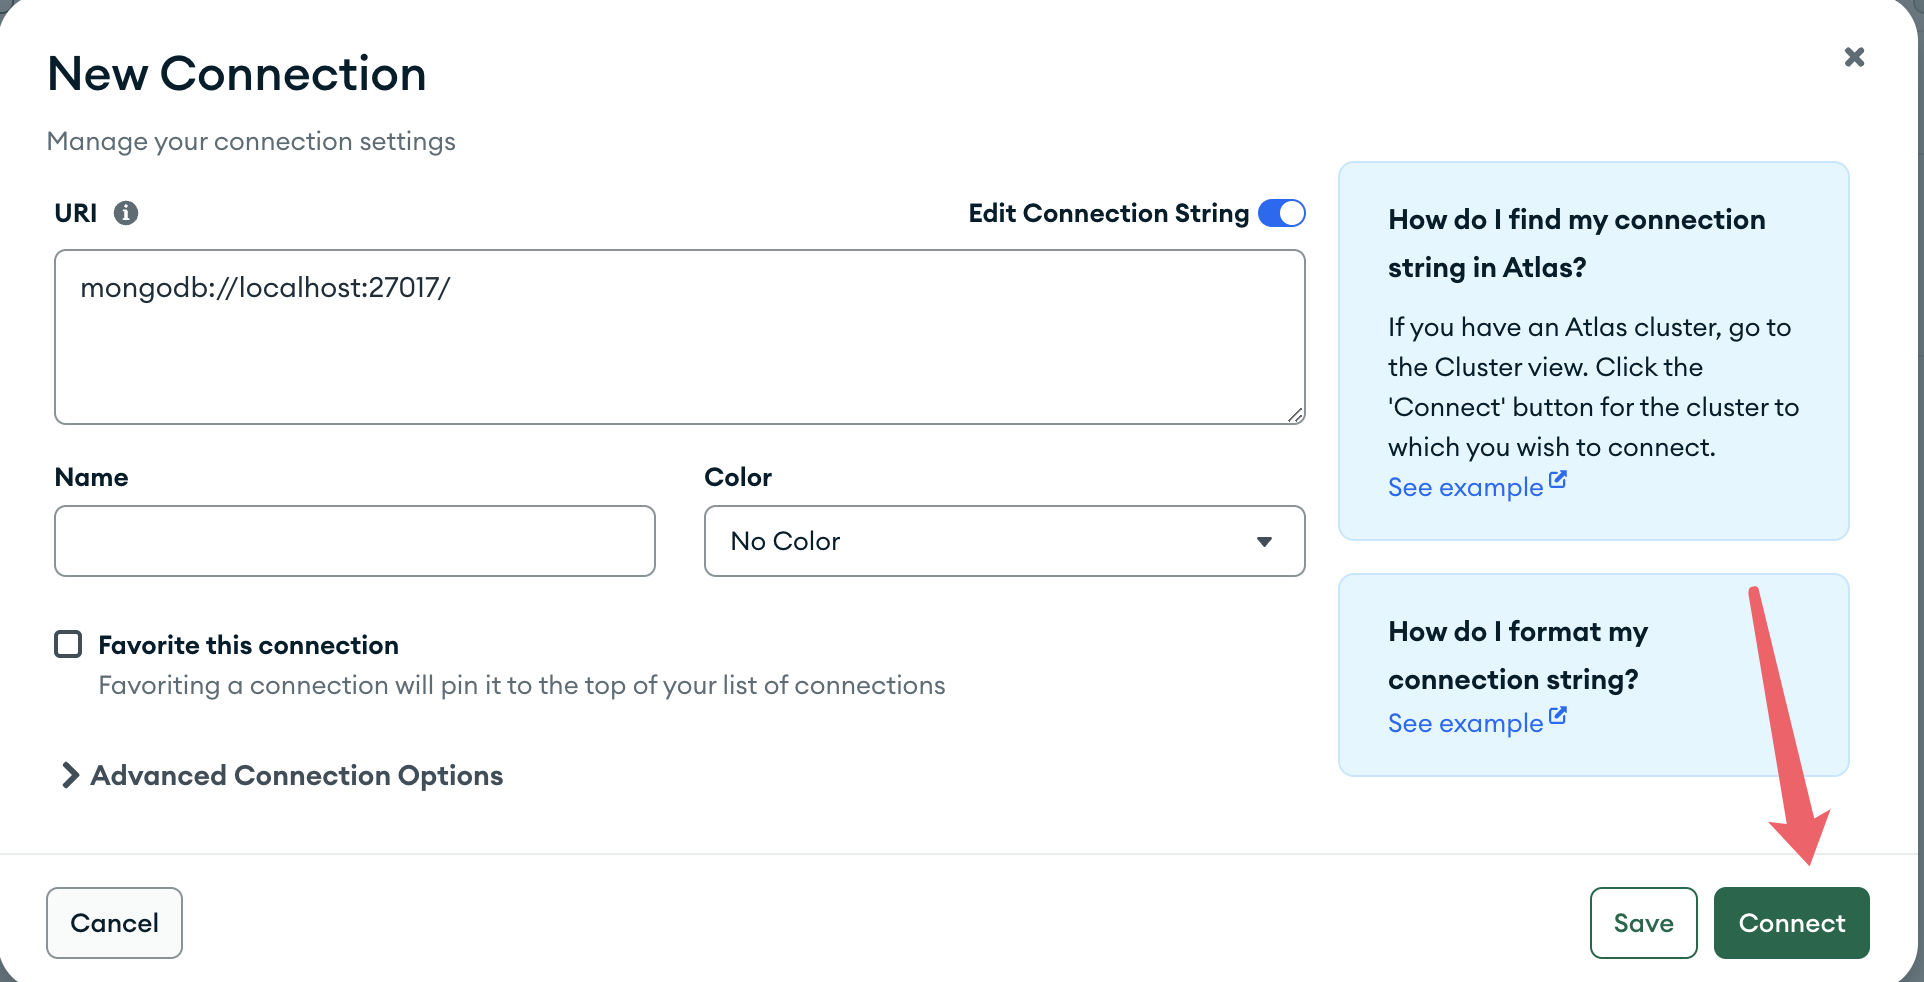 New Connection
Manage your connection settings
URI
Edit Connection String
mongodb://localhost:27017/
Name
Color
No Color
Favorite this connection
Favoriting a connection will pin it to the top of your list of connections
Advanced Connection Options
How do I find my connection
string in Atlas?
If you have an Atlas cluster, go to
the Cluster view. Click the
'Connect' button for the cluster to
which you wish to connect.
See example
How do I format my
connection string?
See example
Cancel
Save
Connect